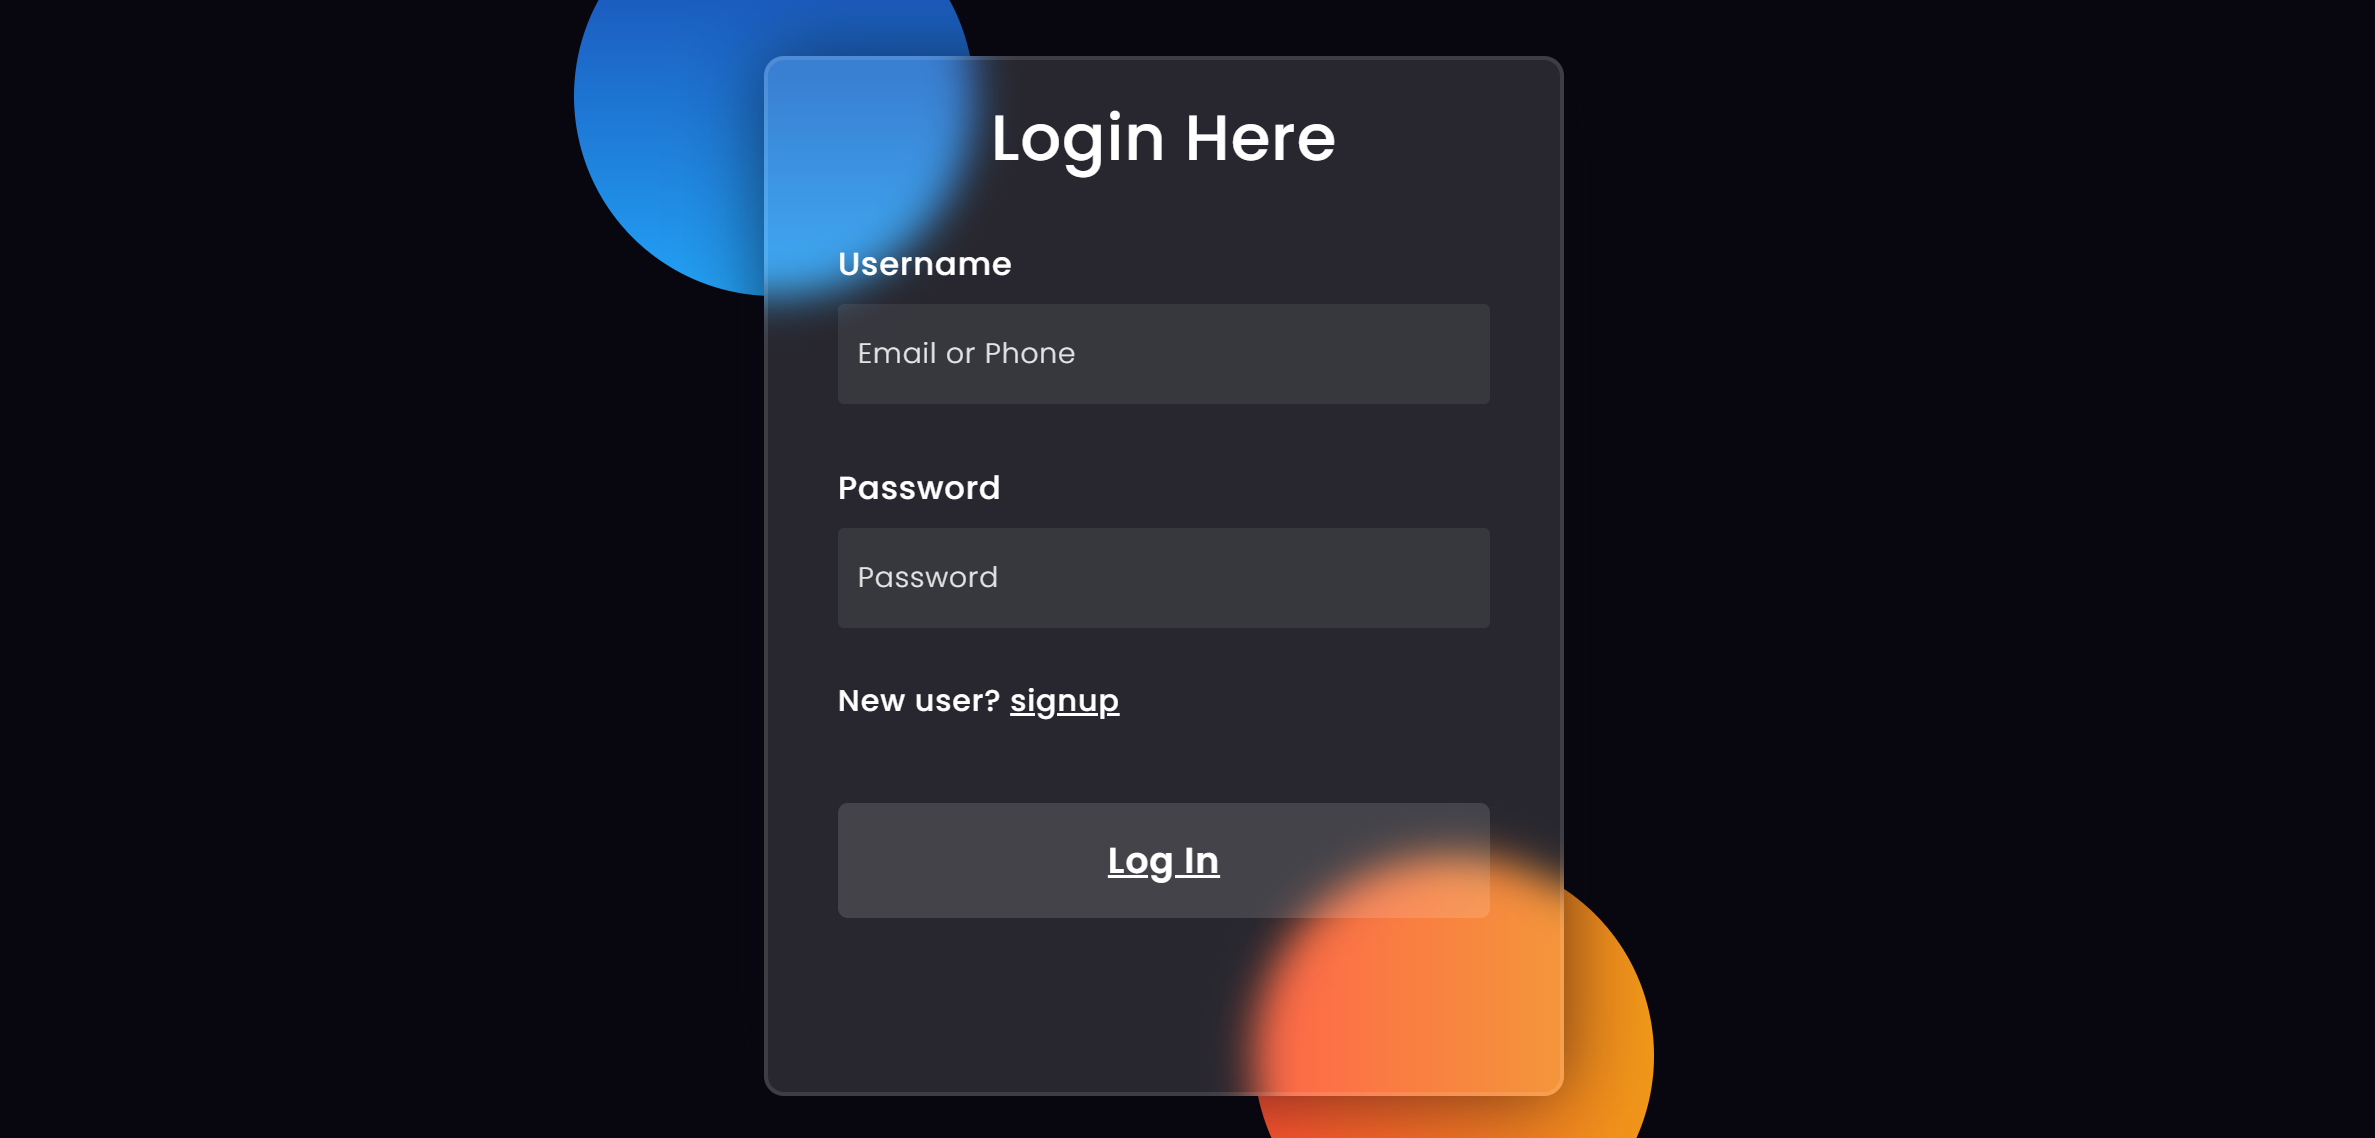 Login Here
Username
Email or Phone
Password
Password
New user? signup
Log In